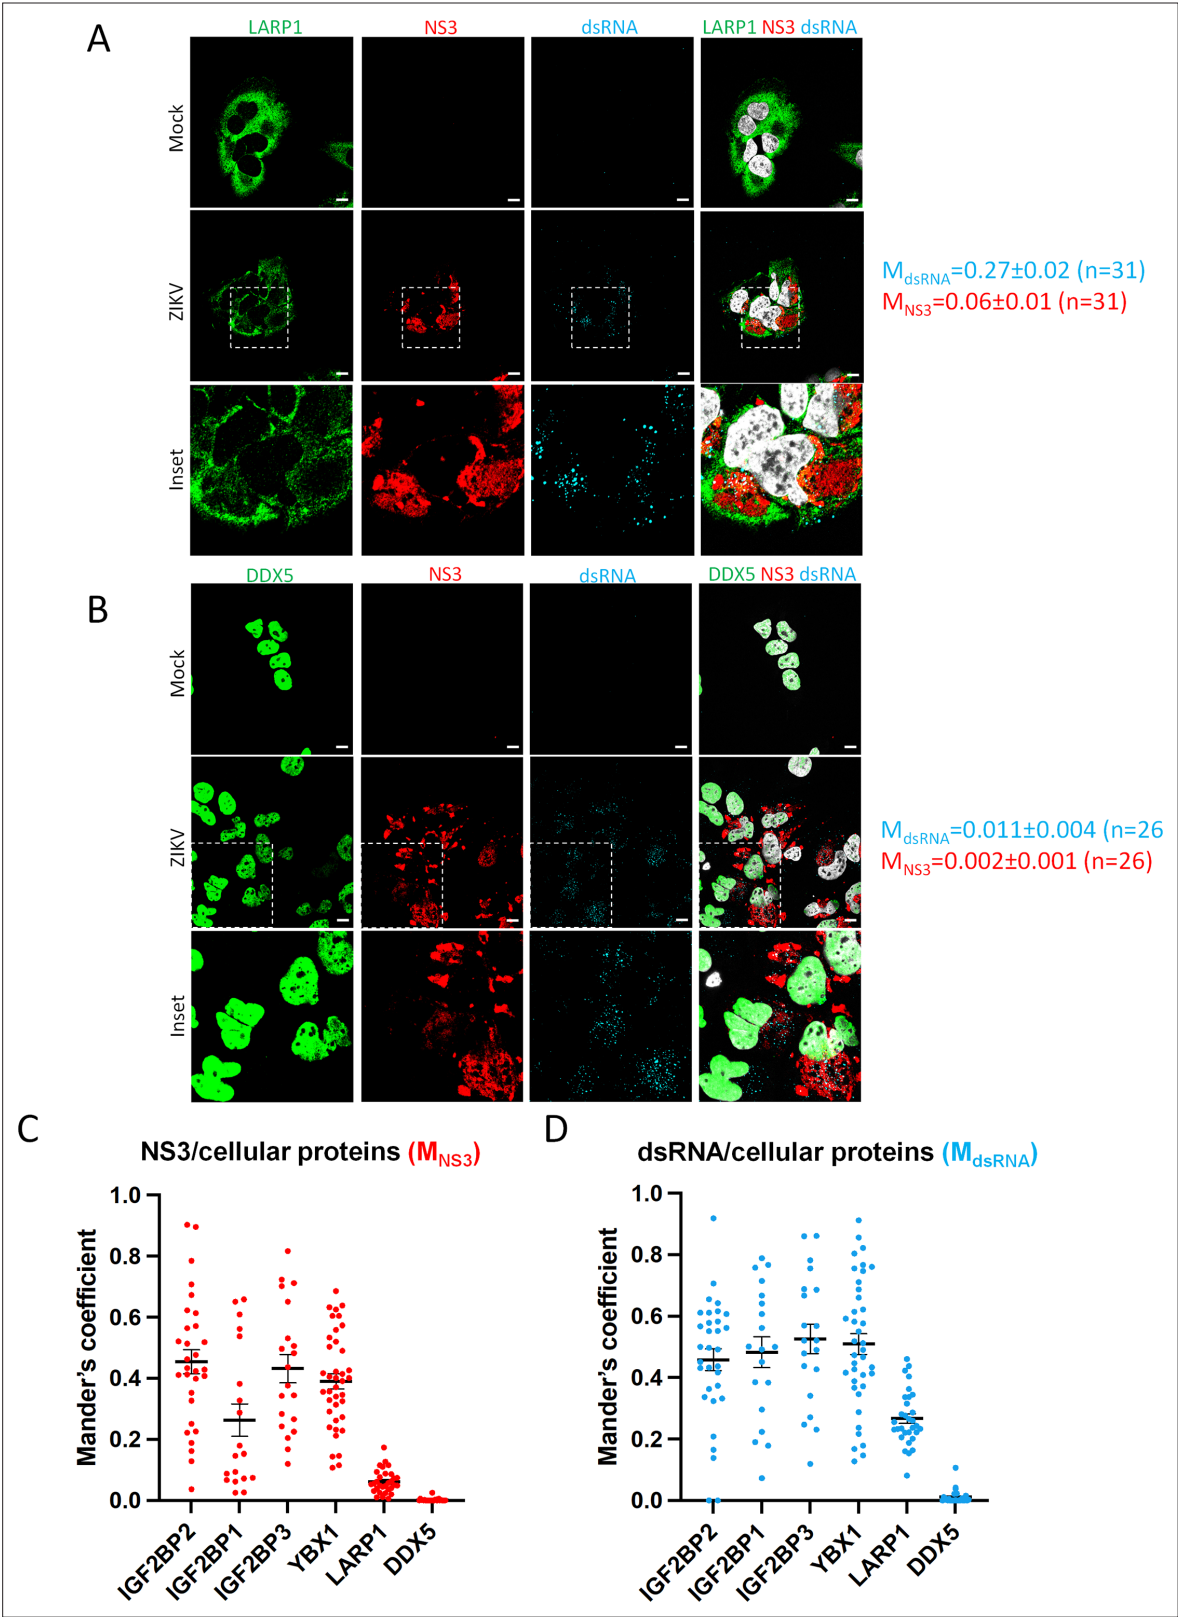 A
LARP1 NS3 dsRNA LARP1 NS3 dsRNA
Mock
ZIKV
MdsRNA=0.27±0.02 (n=31)
MNS3=0.06±0.01 (n=31)
Inset
DDX5 NS3 dsRNA DDX5 NS3 dsRNA
B
Mock
ZIKV
MdsRNA=0.011±0.004 (n=26
MNS3=0.002±0.001 (n=26)
Inset
C
NS3/cellular proteins (MNS3)
Mander's coefficient
1.0
0.8
0.6
0.4
0.2
0.0
IGF2BP2
IGF2BP1
IGF2BP3
YBX1
LARP1
DDX5
D
dsRNA/cellular proteins (MdsRNA)
Mander's coefficient
1.0
0.8
0.6
0.4
0.2
0.0
IGF2BP2
IGF2BP1
IGF2BP3
YBX1
LARP1
DDX5